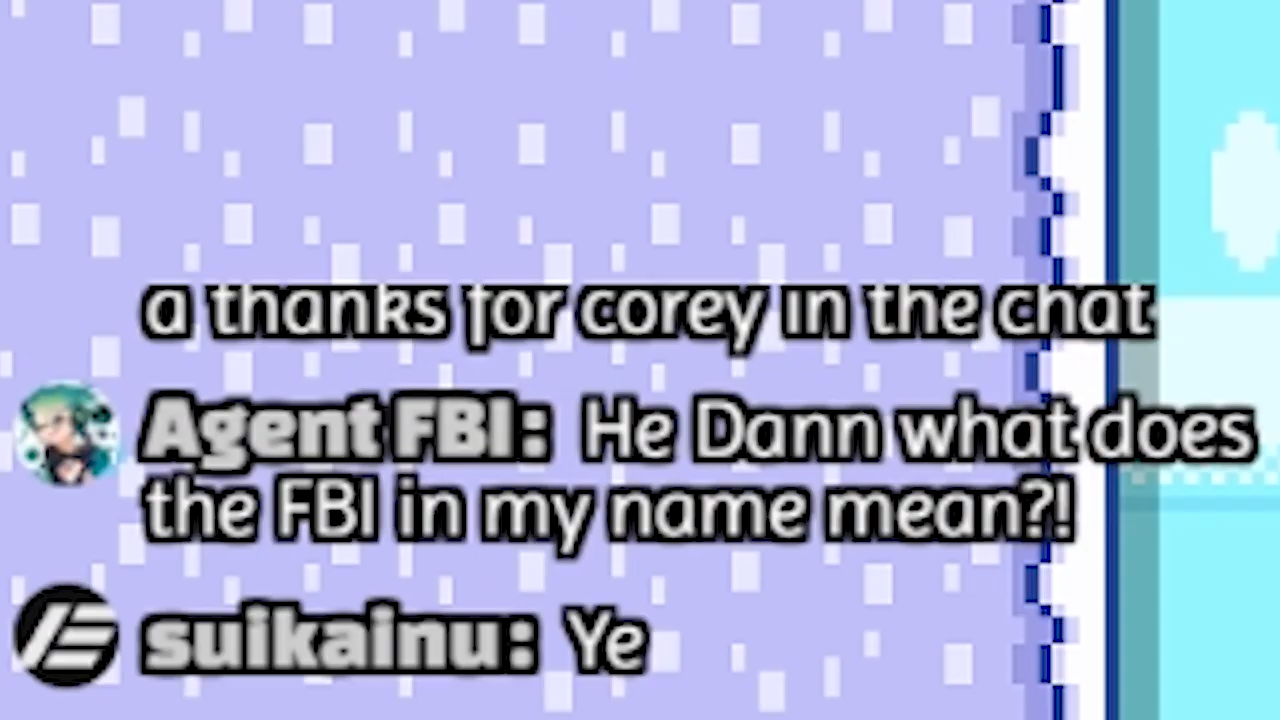 a thanks for corey in the chat
Agent FBI: He Dann what does
the FBI in my name mean?!
suikainu: Ye